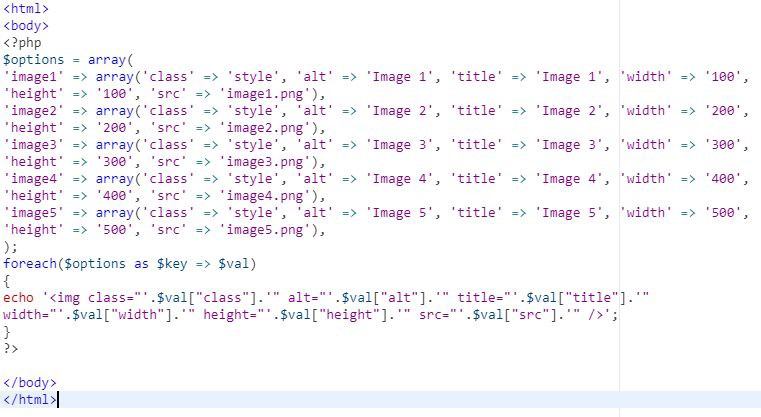 <html>
<body>
<?php
$options = array(
'image1' => array('class' => 'style', 'alt' => 'Image 1', 'title' => 'Image 1', 'width' => '100',
'height' => '100', 'src' => 'image1.png'),
'image2' => array('class' => 'style', 'alt' => 'Image 2', 'title' => 'Image 2', 'width' => '200',
'height' => '200', 'src' => 'image2.png'),
'image3' => array('class' => 'style', 'alt' => 'Image 3', 'title' => 'Image 3', 'width' => '300',
'height' => '300', 'src' => 'image3.png'),
'image4' => array('class' => 'style', 'alt' => 'Image 4', 'title' => 'Image 4', 'width' => '400',
'height' => '400', 'src' => 'image4.png'),
'image5' => array('class' => 'style', 'alt' => 'Image 5', 'title' => 'Image 5', 'width' => '500',
'height' => '500', 'src' => 'image5.png'),
);
foreach($options as $key => $val)
{
echo '<img class="'.$val["class"].'" alt="'.$val["alt"].'" title="'.$val["title"].'"
width="'.$val["width"].'" height="'.$val["height"].'" src="'.$val["src"].'" />';
}
?>
</body>
</html>